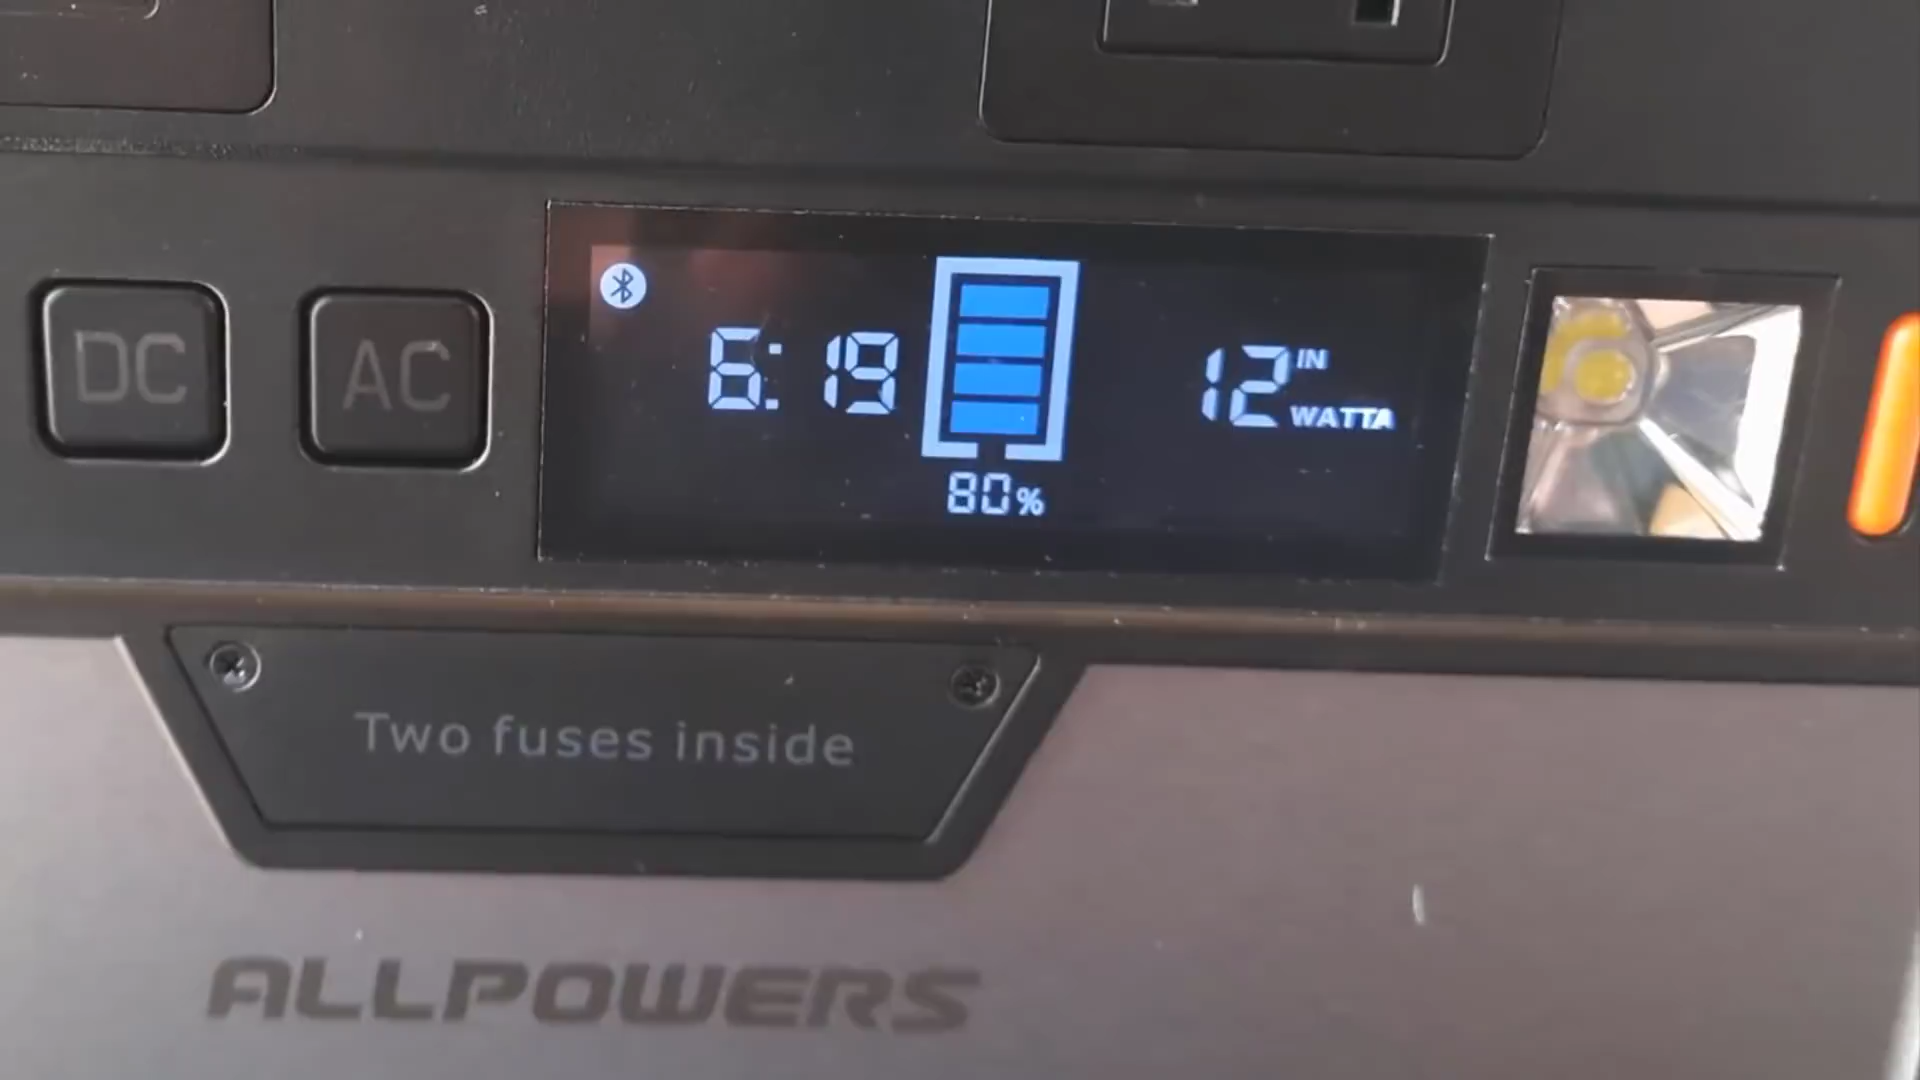 DC
AC
6:19
80%
12 IN
WATTA
Two fuses inside
ALLPOWERS